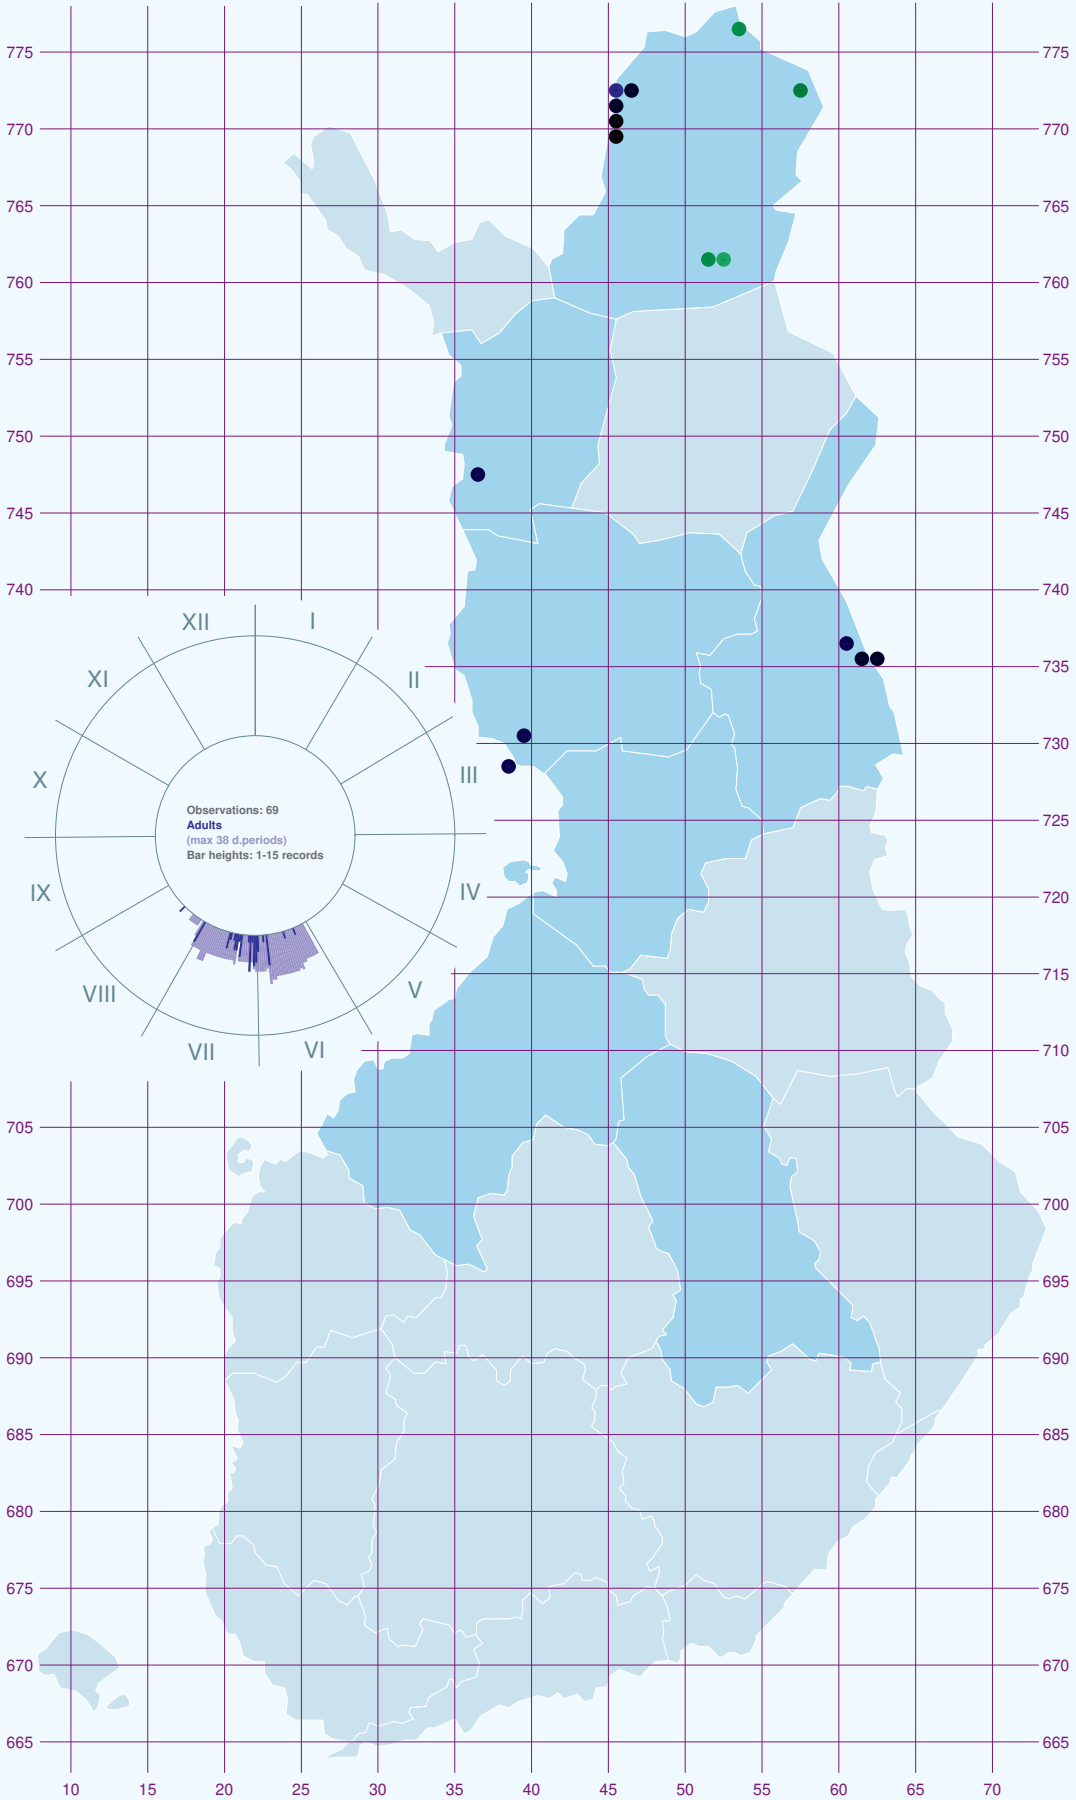 775 775
770 770
765 765
760 760
755 755
750 750
745 745
740 740
XII I
XI II
735
X III
730
Observations: 69
Adults
(max 38 d.periods)
Bar heights: 1-15 records
725
IX IV
720
VIII V
715
VII VI
710
705 705
700 700
695 695
690 690
685 685
680 680
675 675
670 670
665 665
10 15 20 25 30 35 40 45 50 55 60 65 70